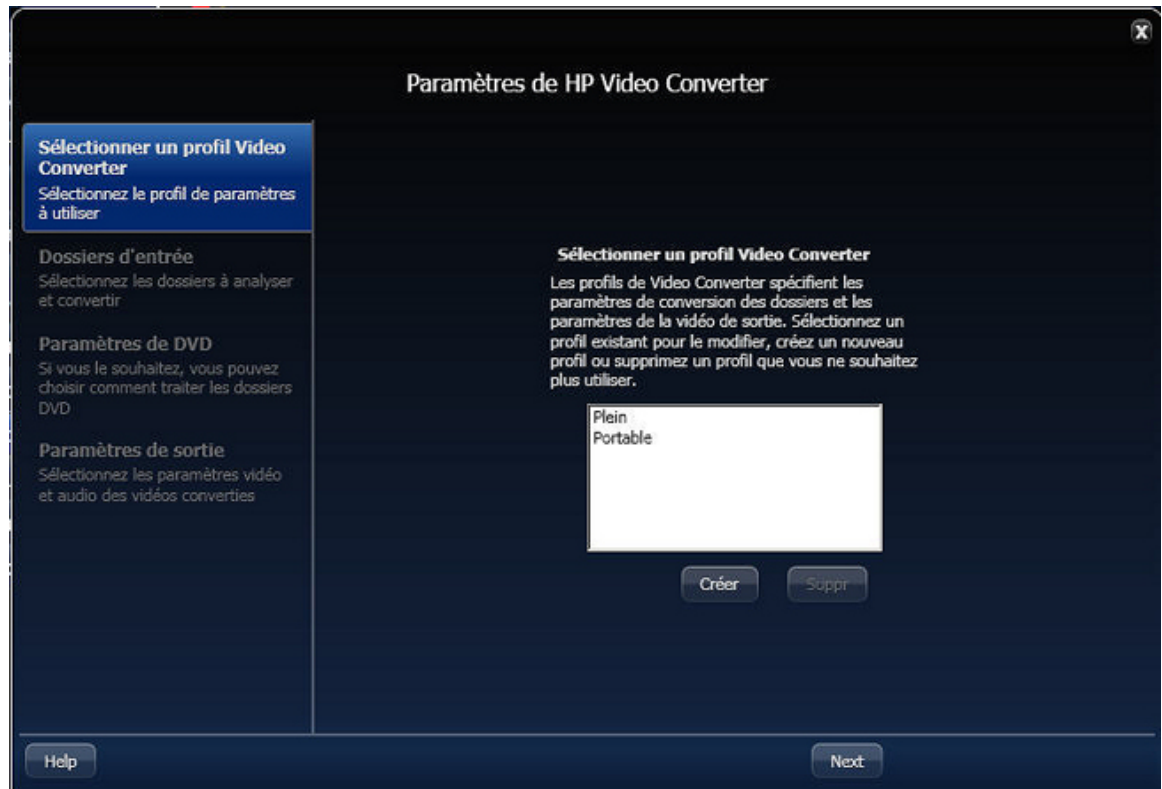 X
Paramètres de HP Video Converter
Sélectionner un profil Video
Converter
Sélectionnez le profil de paramètres
à utiliser
Dossiers d'entrée
Sélectionnez les dossiers à analyser
et convertir
Paramètres de DVD
Si vous le souhaitez, vous pouvez
choisir comment traiter les dossiers
DVD
Paramètres de sortie
Sélectionnez les paramètres vidéo
et audio des vidéos converties
Sélectionner un profil Video Converter
Les profils de Video Converter spécifient les
paramètres de conversion des dossiers et les
paramètres de la vidéo de sortie. Sélectionnez un
profil existant pour le modifier, créez un nouveau
profil ou supprimez un profil que vous ne souhaitez
plus utiliser.
Plein
Portable
Créer
Suppr
Help
Next